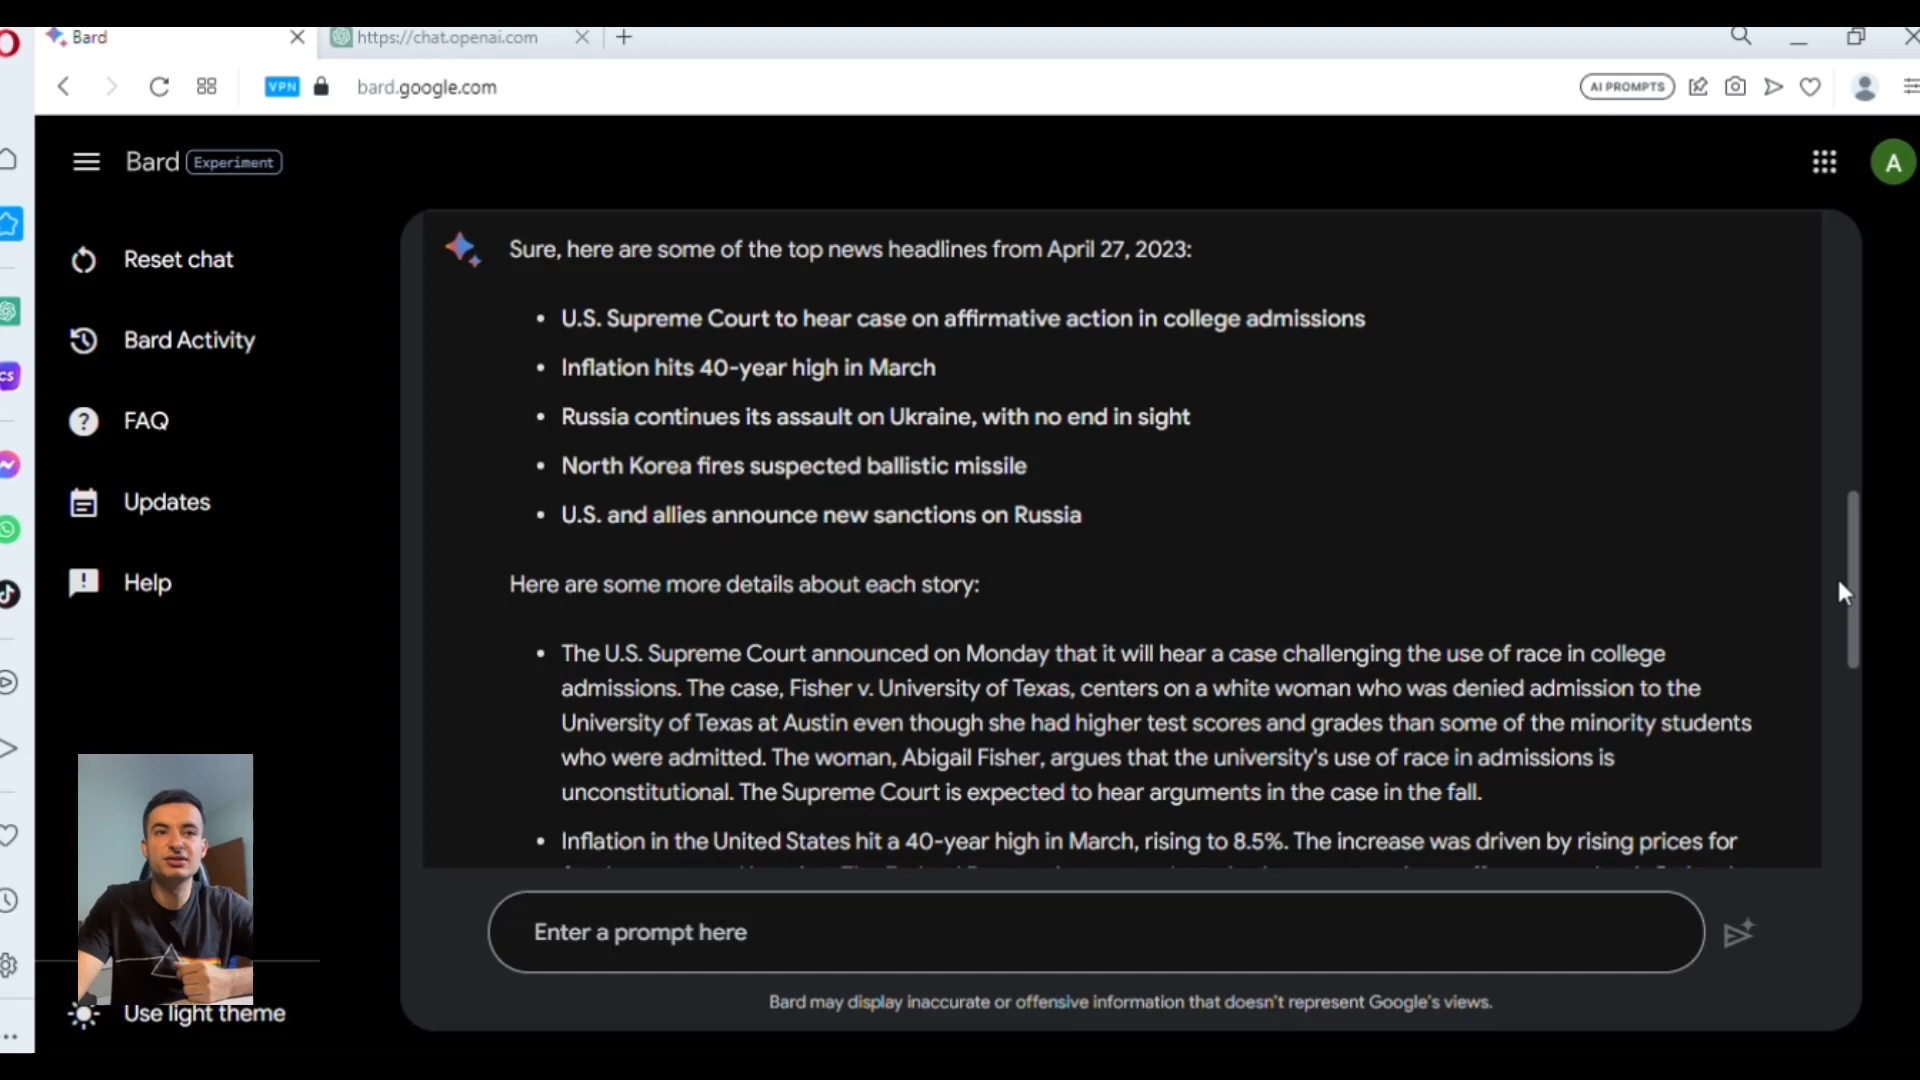 Bard
https://chat.openai.com
VPN
bard.google.com
AI PROMPTS
Bard Experiment
A
Reset chat
Bard Activity
FAQ
Updates
Help
Use light theme
CS
Sure, here are some of the top news headlines from April 27, 2023:
• U.S. Supreme Court to hear case on affirmative action in college admissions
• Inflation hits 40-year high in March
• Russia continues its assault on Ukraine, with no end in sight
• North Korea fires suspected ballistic missile
• U.S. and allies announce new sanctions on Russia
Here are some more details about each story:
• The U.S. Supreme Court announced on Monday that it will hear a case challenging the use of race in college
admissions. The case, Fisher v. University of Texas, centers on a white woman who was denied admission to the
University of Texas at Austin even though she had higher test scores and grades than some of the minority students
who were admitted. The woman, Abigail Fisher, argues that the university's use of race in admissions is
unconstitutional. The Supreme Court is expected to hear arguments in the case in the fall.
• Inflation in the United States hit a 40-year high in March, rising to 8.5%. The increase was driven by rising prices for
Enter a prompt here
Bard may display inaccurate or offensive information that doesn't represent Google's views.